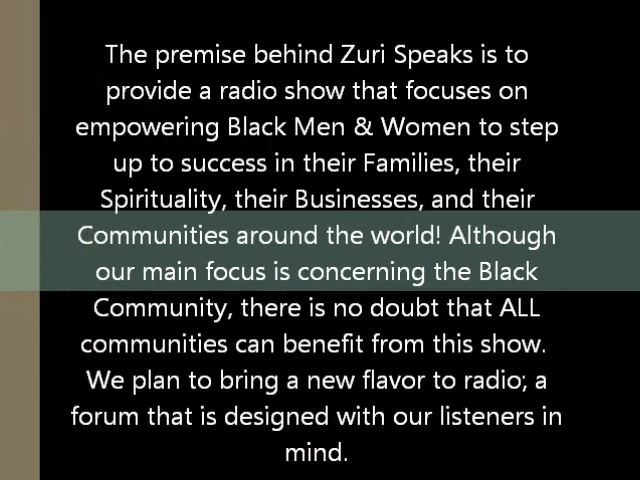 The premise behind Zuri Speaks is to
provide a radio show that focuses on
empowering Black Men & Women to step
up to success in their Families, their
Spirituality, their Businesses, and their
Communities around the world! Although
our main focus is concerning the Black
Community, there is no doubt that ALL
communities can benefit from this show.
We plan to bring a new flavor to radio; a
forum that is designed with our listeners in
mind.